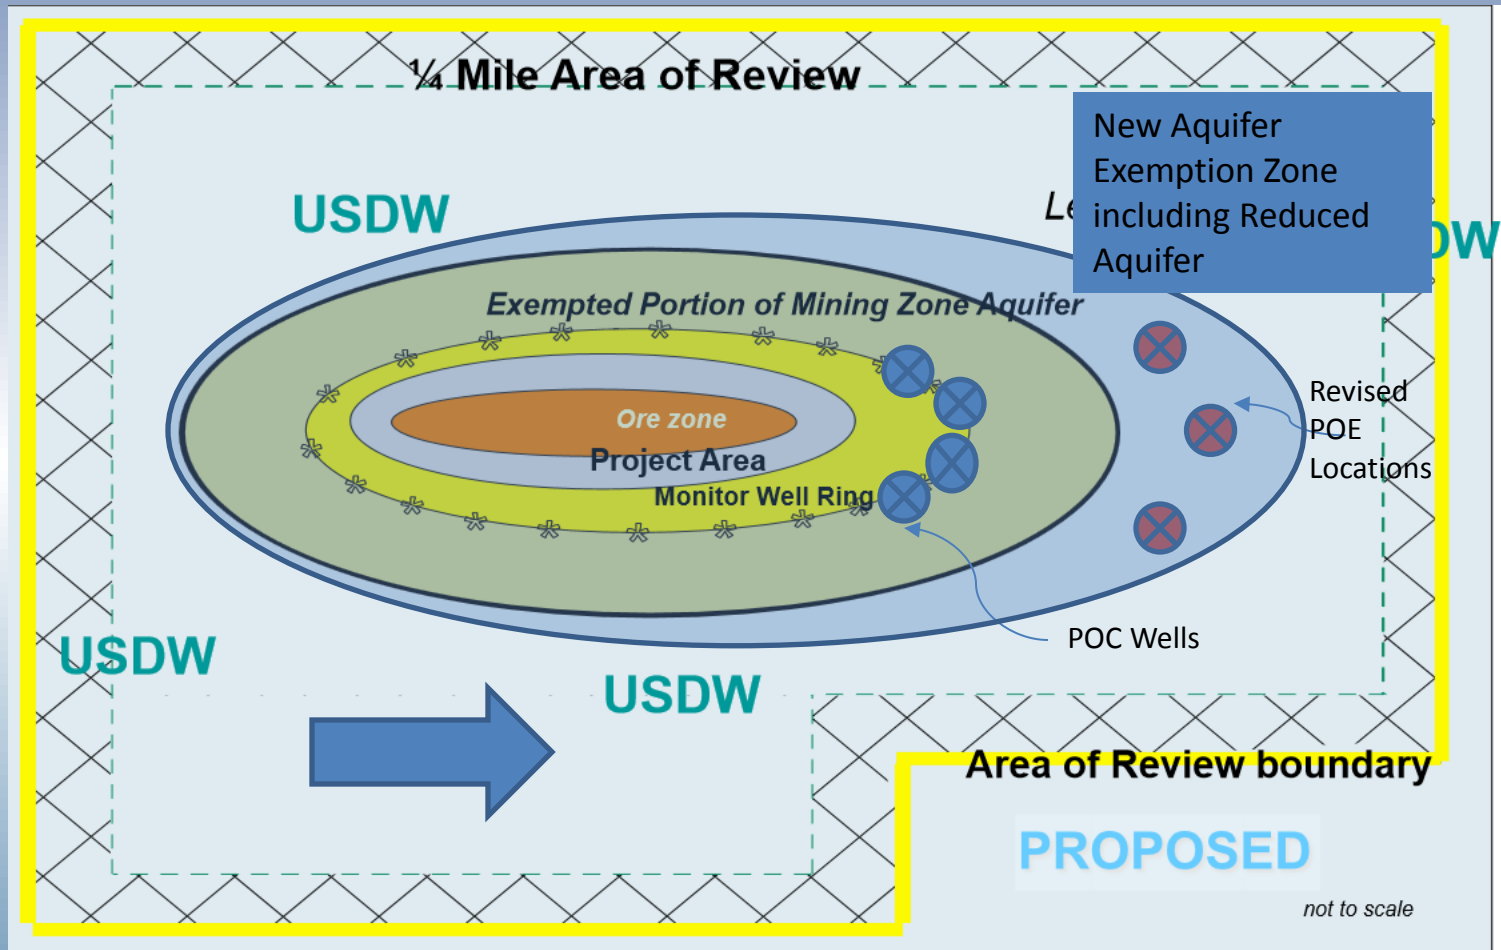 ¼ Mile Area of Review
New Aquifer
Exemption Zone
including Reduced
Aquifer
USDW
Exempted Portion of Mining Zone Aquifer
Ore zone
Project Area
Monitor Well Ring
Revised
POE
Locations
POC Wells
USDW
USDW
Area of Review boundary
PROPOSED
not to scale